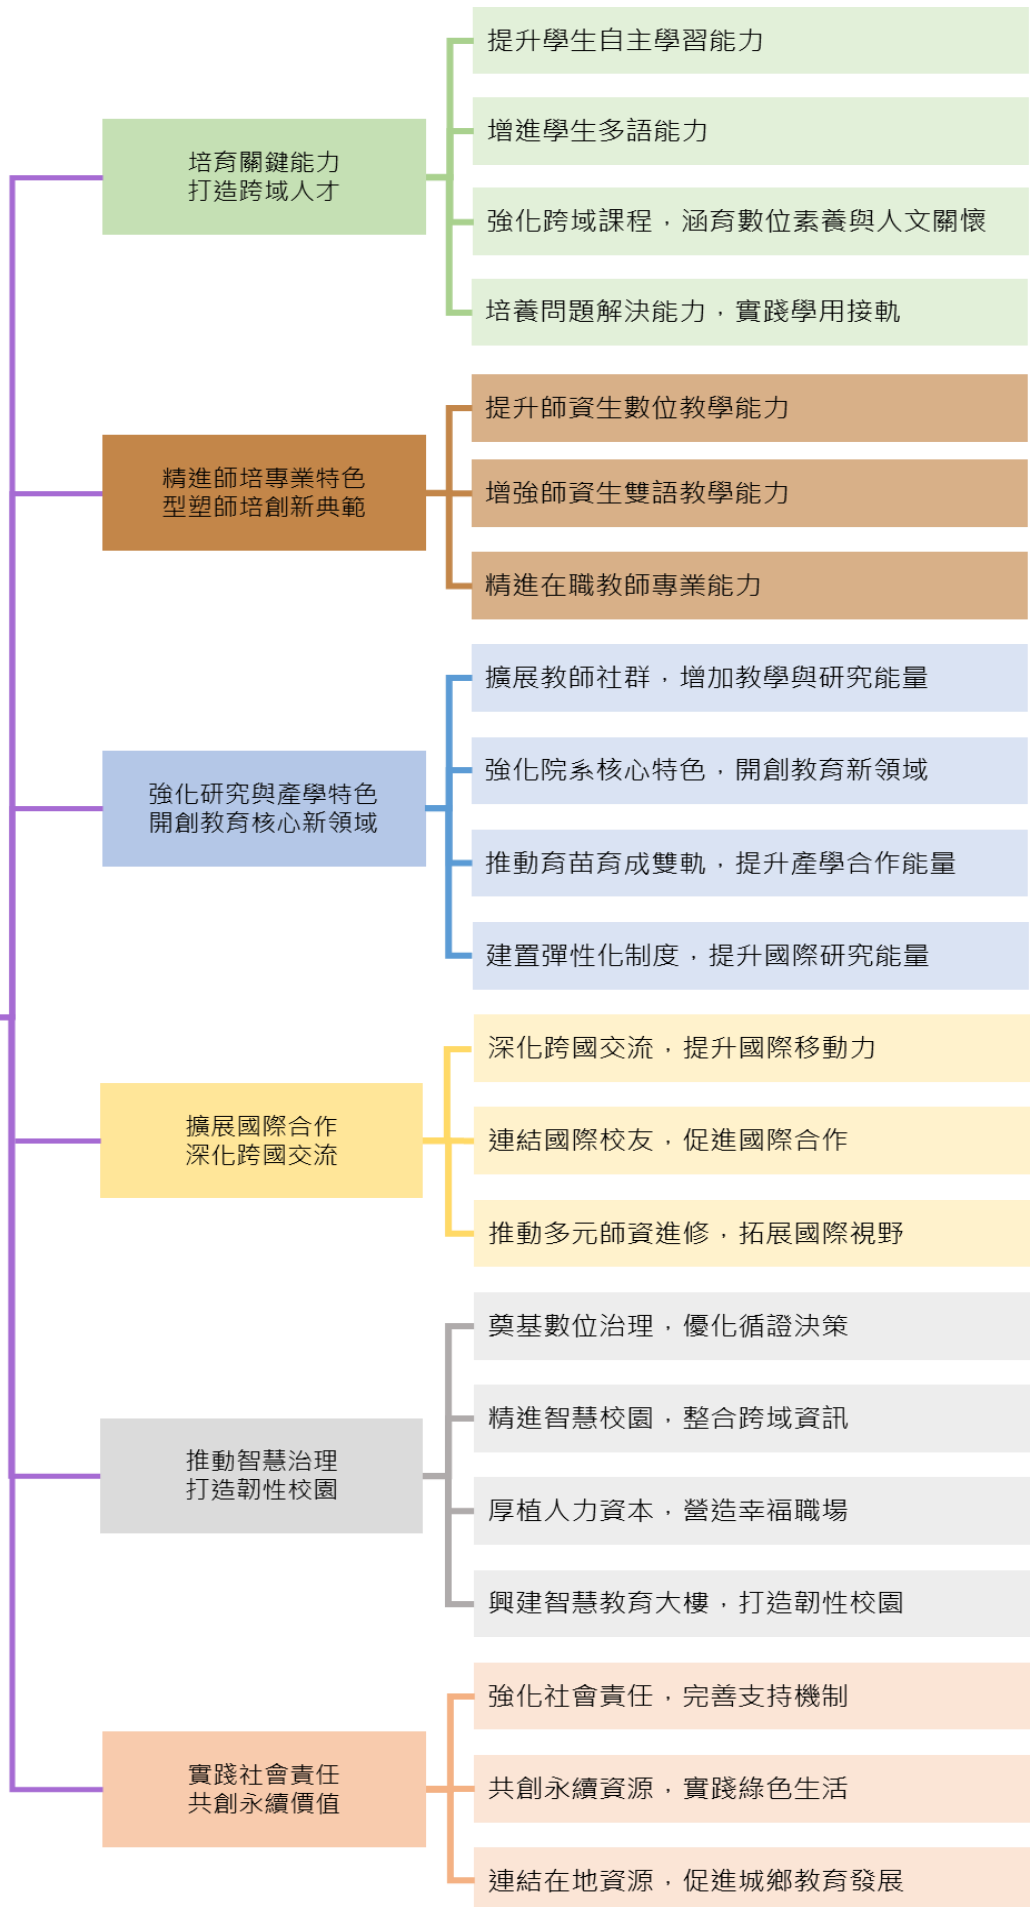 培育關鍵能力
打造跨域人才
提升學生自主學習能力
增進學生多語能力
強化跨域課程，涵育數位素養與人文關懷
培養問題解決能力，實踐學用接軌
精進師培專業特色
型塑師培創新典範
提升師資生數位教學能力
增強師資生雙語教學能力
精進在職教師專業能力
強化研究與產學特色
開創教育核心新領域
擴展教師社群，增加教學與研究能量
強化院系核心特色，開創教育新領域
推動育苗育成雙軌，提升產學合作能量
建置彈性化制度，提升國際研究能量
擴展國際合作
深化跨國交流
深化跨國交流，提升國際移動力
連結國際校友，促進國際合作
推動多元師資進修，拓展國際視野
推動智慧治理
打造韌性校園
奠基數位治理，優化循證決策
精進智慧校園，整合跨域資訊
厚植人力資本，營造幸福職場
興建智慧教育大樓，打造韌性校園
實踐社會責任
共創永續價值
強化社會責任，完善支持機制
共創永續資源，實踐綠色生活
連結在地資源，促進城鄉教育發展